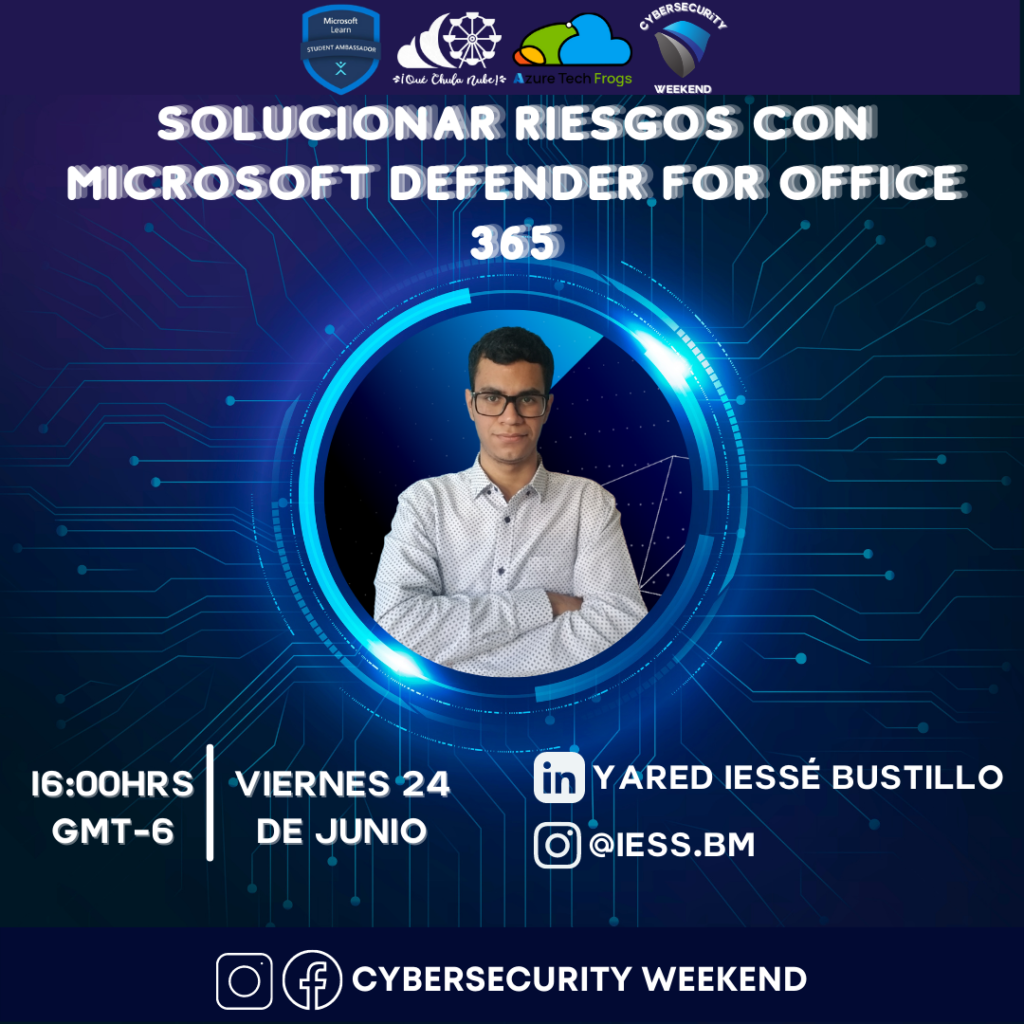 Microsoft
Learn
STUDENT AMBASSADOR
¡Qué Chula Nube!
Azure Tech Frogs
CYBERSECURiTY
WEEKEND
SOLUCIONAR RIESGOS CON
MICROSOFT DEFENDER FOR OFFICE
365
16:00HRS
GMT-6
VIERNES 24
DE JUNIO
in YARED IESSÉ BUSTILLO
@IESS.BM
CYBERSECURITY WEEKEND